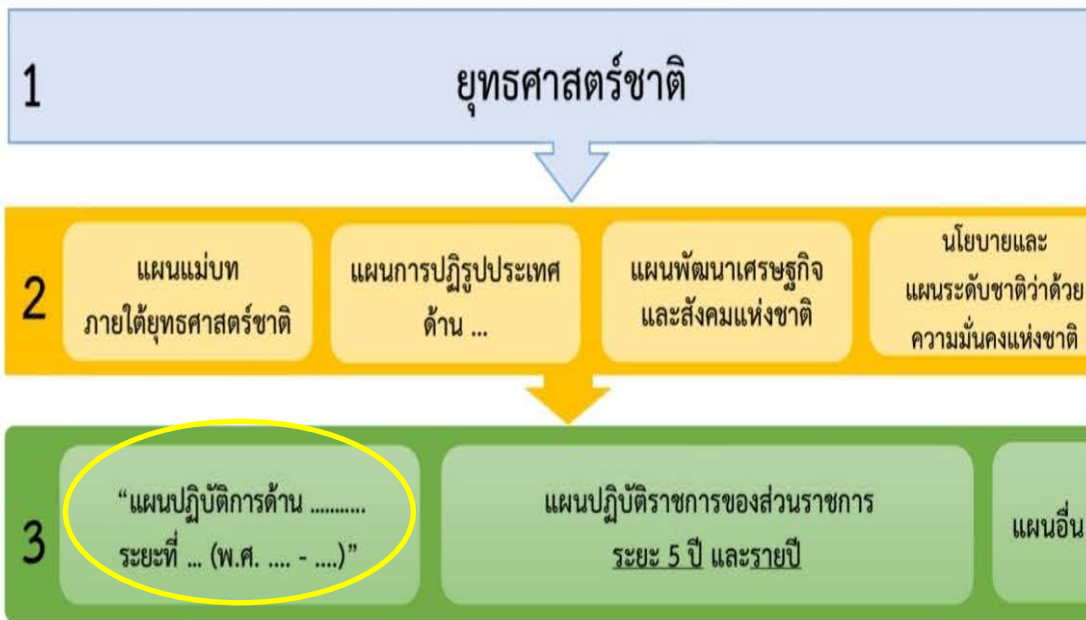 1
ยุทธศาสตร์ชาติ
2
แผนแม่บท
ภายใต้ยุทธศาสตร์ชาติ
แผนการปฏิรูปประเทศ
ด้าน ...
แผนพัฒนาเศรษฐกิจ
และสังคมแห่งชาติ
นโยบายและ
แผนระดับชาติว่าด้วย
ความมั่นคงแห่งชาติ
3
“แผนปฏิบัติการด้าน ...........
ระยะที่ ... (พ.ศ. .... - ....)”
แผนปฏิบัติราชการของส่วนราชการ
ระยะ 5 ปี และรายปี
แผนอื่น